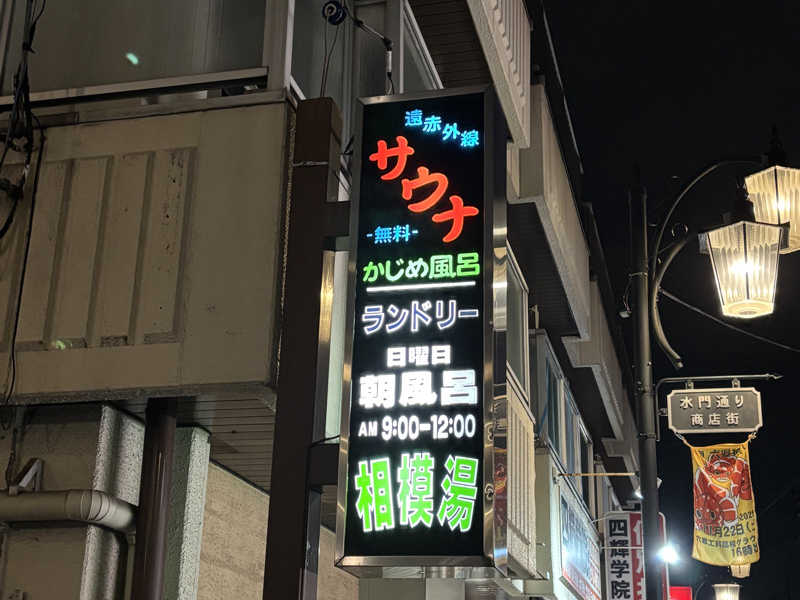 遠赤外線
サウナ
-無料-
かじめ風呂
ランドリー
日曜日
朝風呂
AM 9:00-12:00
相模湯
水門通り
商店街
四輝学院